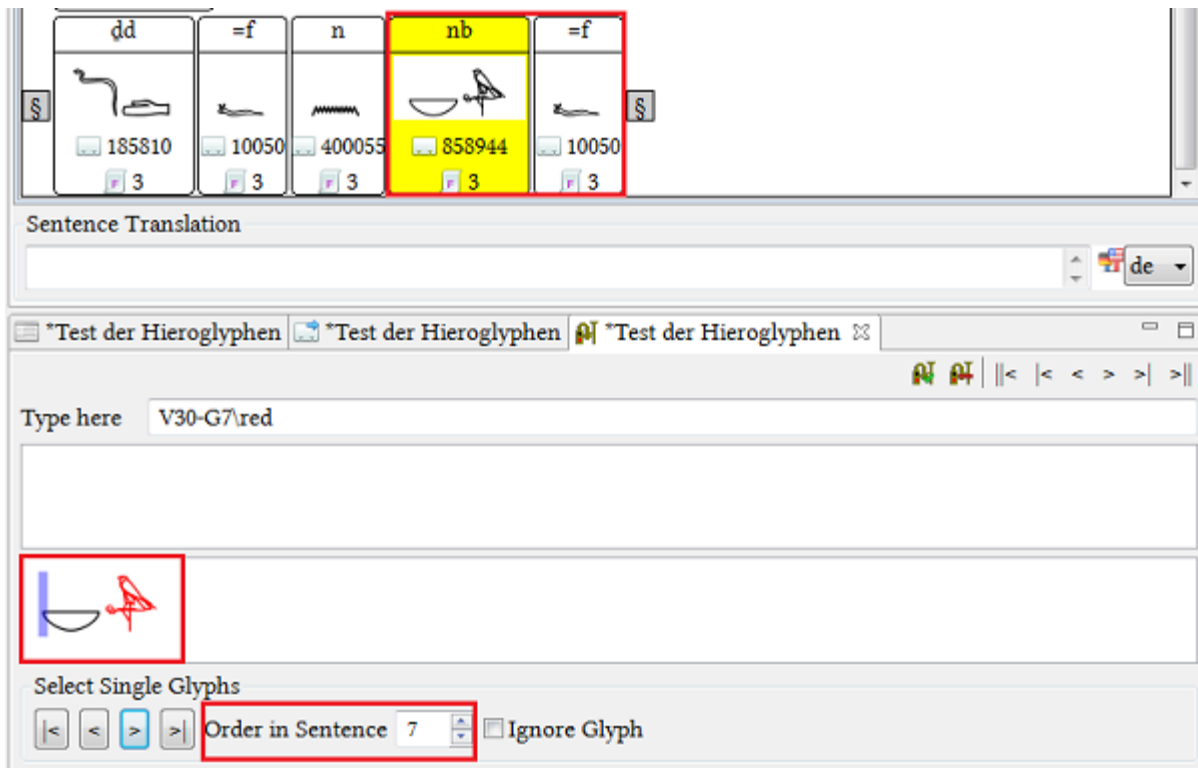 ḏd =f n nb =f
§ §
185810 10050 400055 858944 10050
F 3 F 3 F 3 F 3 F 3
Sentence Translation
de
*Test der Hieroglyphen *Test der Hieroglyphen *Test der Hieroglyphen
||< |< < > >| >||
Type here V30-G7\red
Select Single Glyphs
|< < > >| Order in Sentence 7 Ignore Glyph